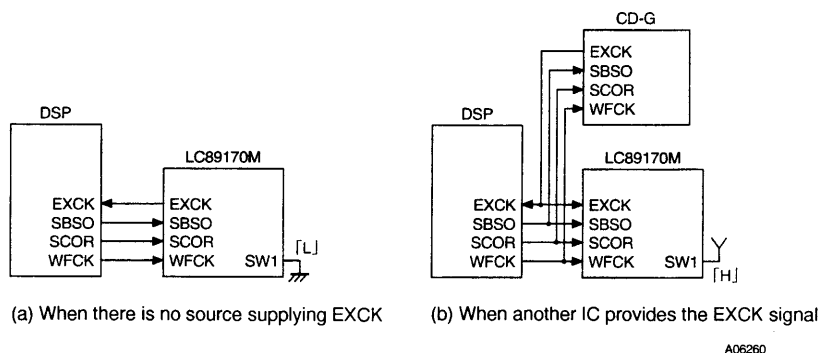 CD-G
EXCK
SBSO
SCOR
WFCK
DSP
EXCK
SBSO
SCOR
WFCK
LC89170M
EXCK
SBSO
SCOR
WFCK
SW1
「L」
(a) When there is no source supplying EXCK
DSP
EXCK
SBSO
SCOR
WFCK
LC89170M
EXCK
SBSO
SCOR
WFCK
SW1
「H」
(b) When another IC provides the EXCK signal
A06260